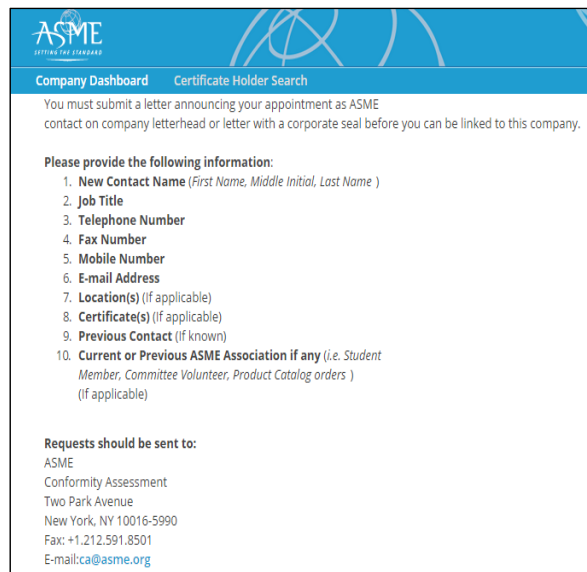 ASME
SETTING THE STANDARD
Company Dashboard Certificate Holder Search
You must submit a letter announcing your appointment as ASME
contact on company letterhead or letter with a corporate seal before you can be linked to this company.
Please provide the following information:
1. New Contact Name (First Name, Middle Initial, Last Name )
2. Job Title
3. Telephone Number
4. Fax Number
5. Mobile Number
6. E-mail Address
7. Location(s) (If applicable)
8. Certificate(s) (If applicable)
9. Previous Contact (If known)
10. Current or Previous ASME Association if any (i.e. Student
Member, Committee Volunteer, Product Catalog orders )
(If applicable)
Requests should be sent to:
ASME
Conformity Assessment
Two Park Avenue
New York, NY 10016-5990
Fax: +1.212.591.8501
E-mail:ca@asme.org